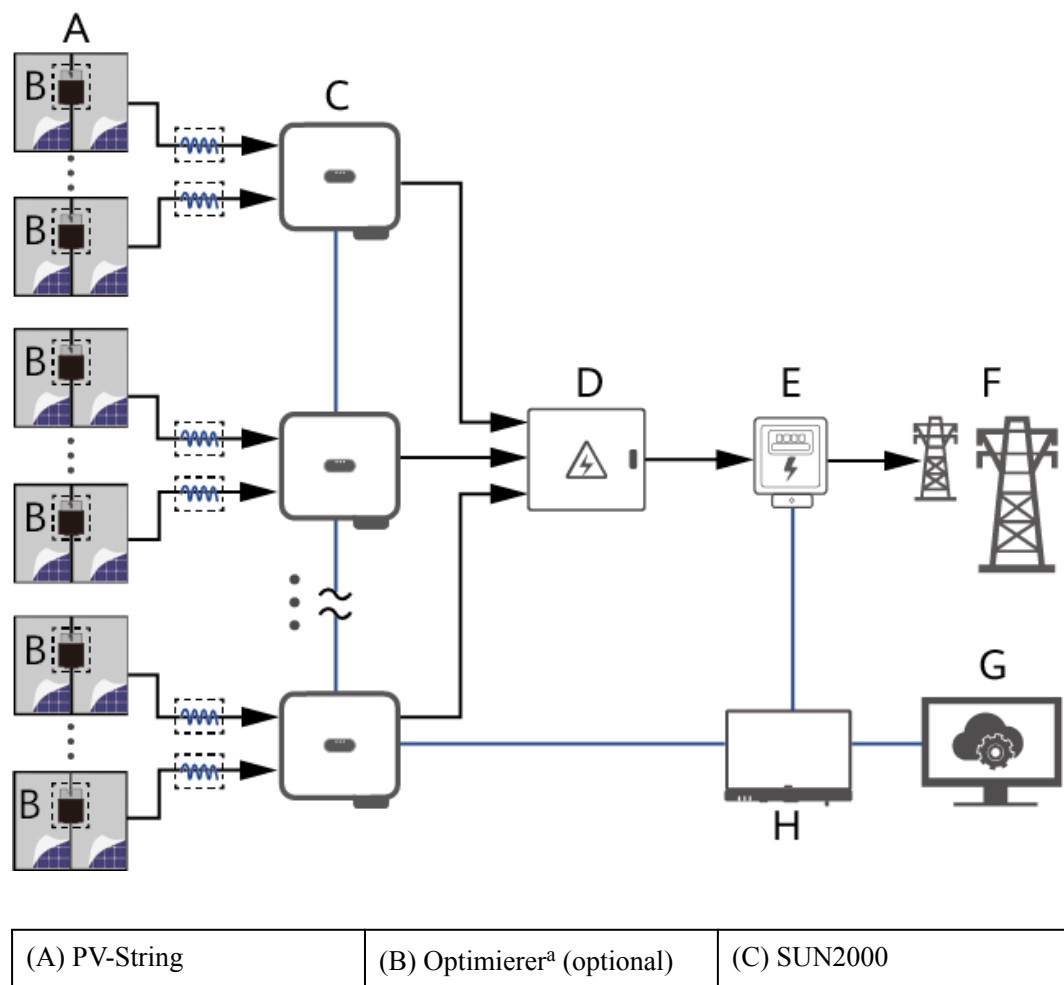 A
B
C
B
B
D
E
F
B
B
G
B
H
(A) PV-String
(B) Optimiererᵃ (optional)
(C) SUN2000